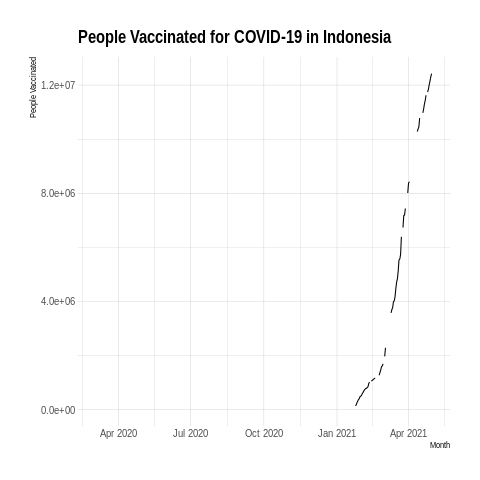 People Vaccinated for COVID-19 in Indonesia
People Vaccinated
1.2e+07
8.0e+06
4.0e+06
0.0e+00
Apr 2020 Jul 2020 Oct 2020 Jan 2021 Apr 2021
Month